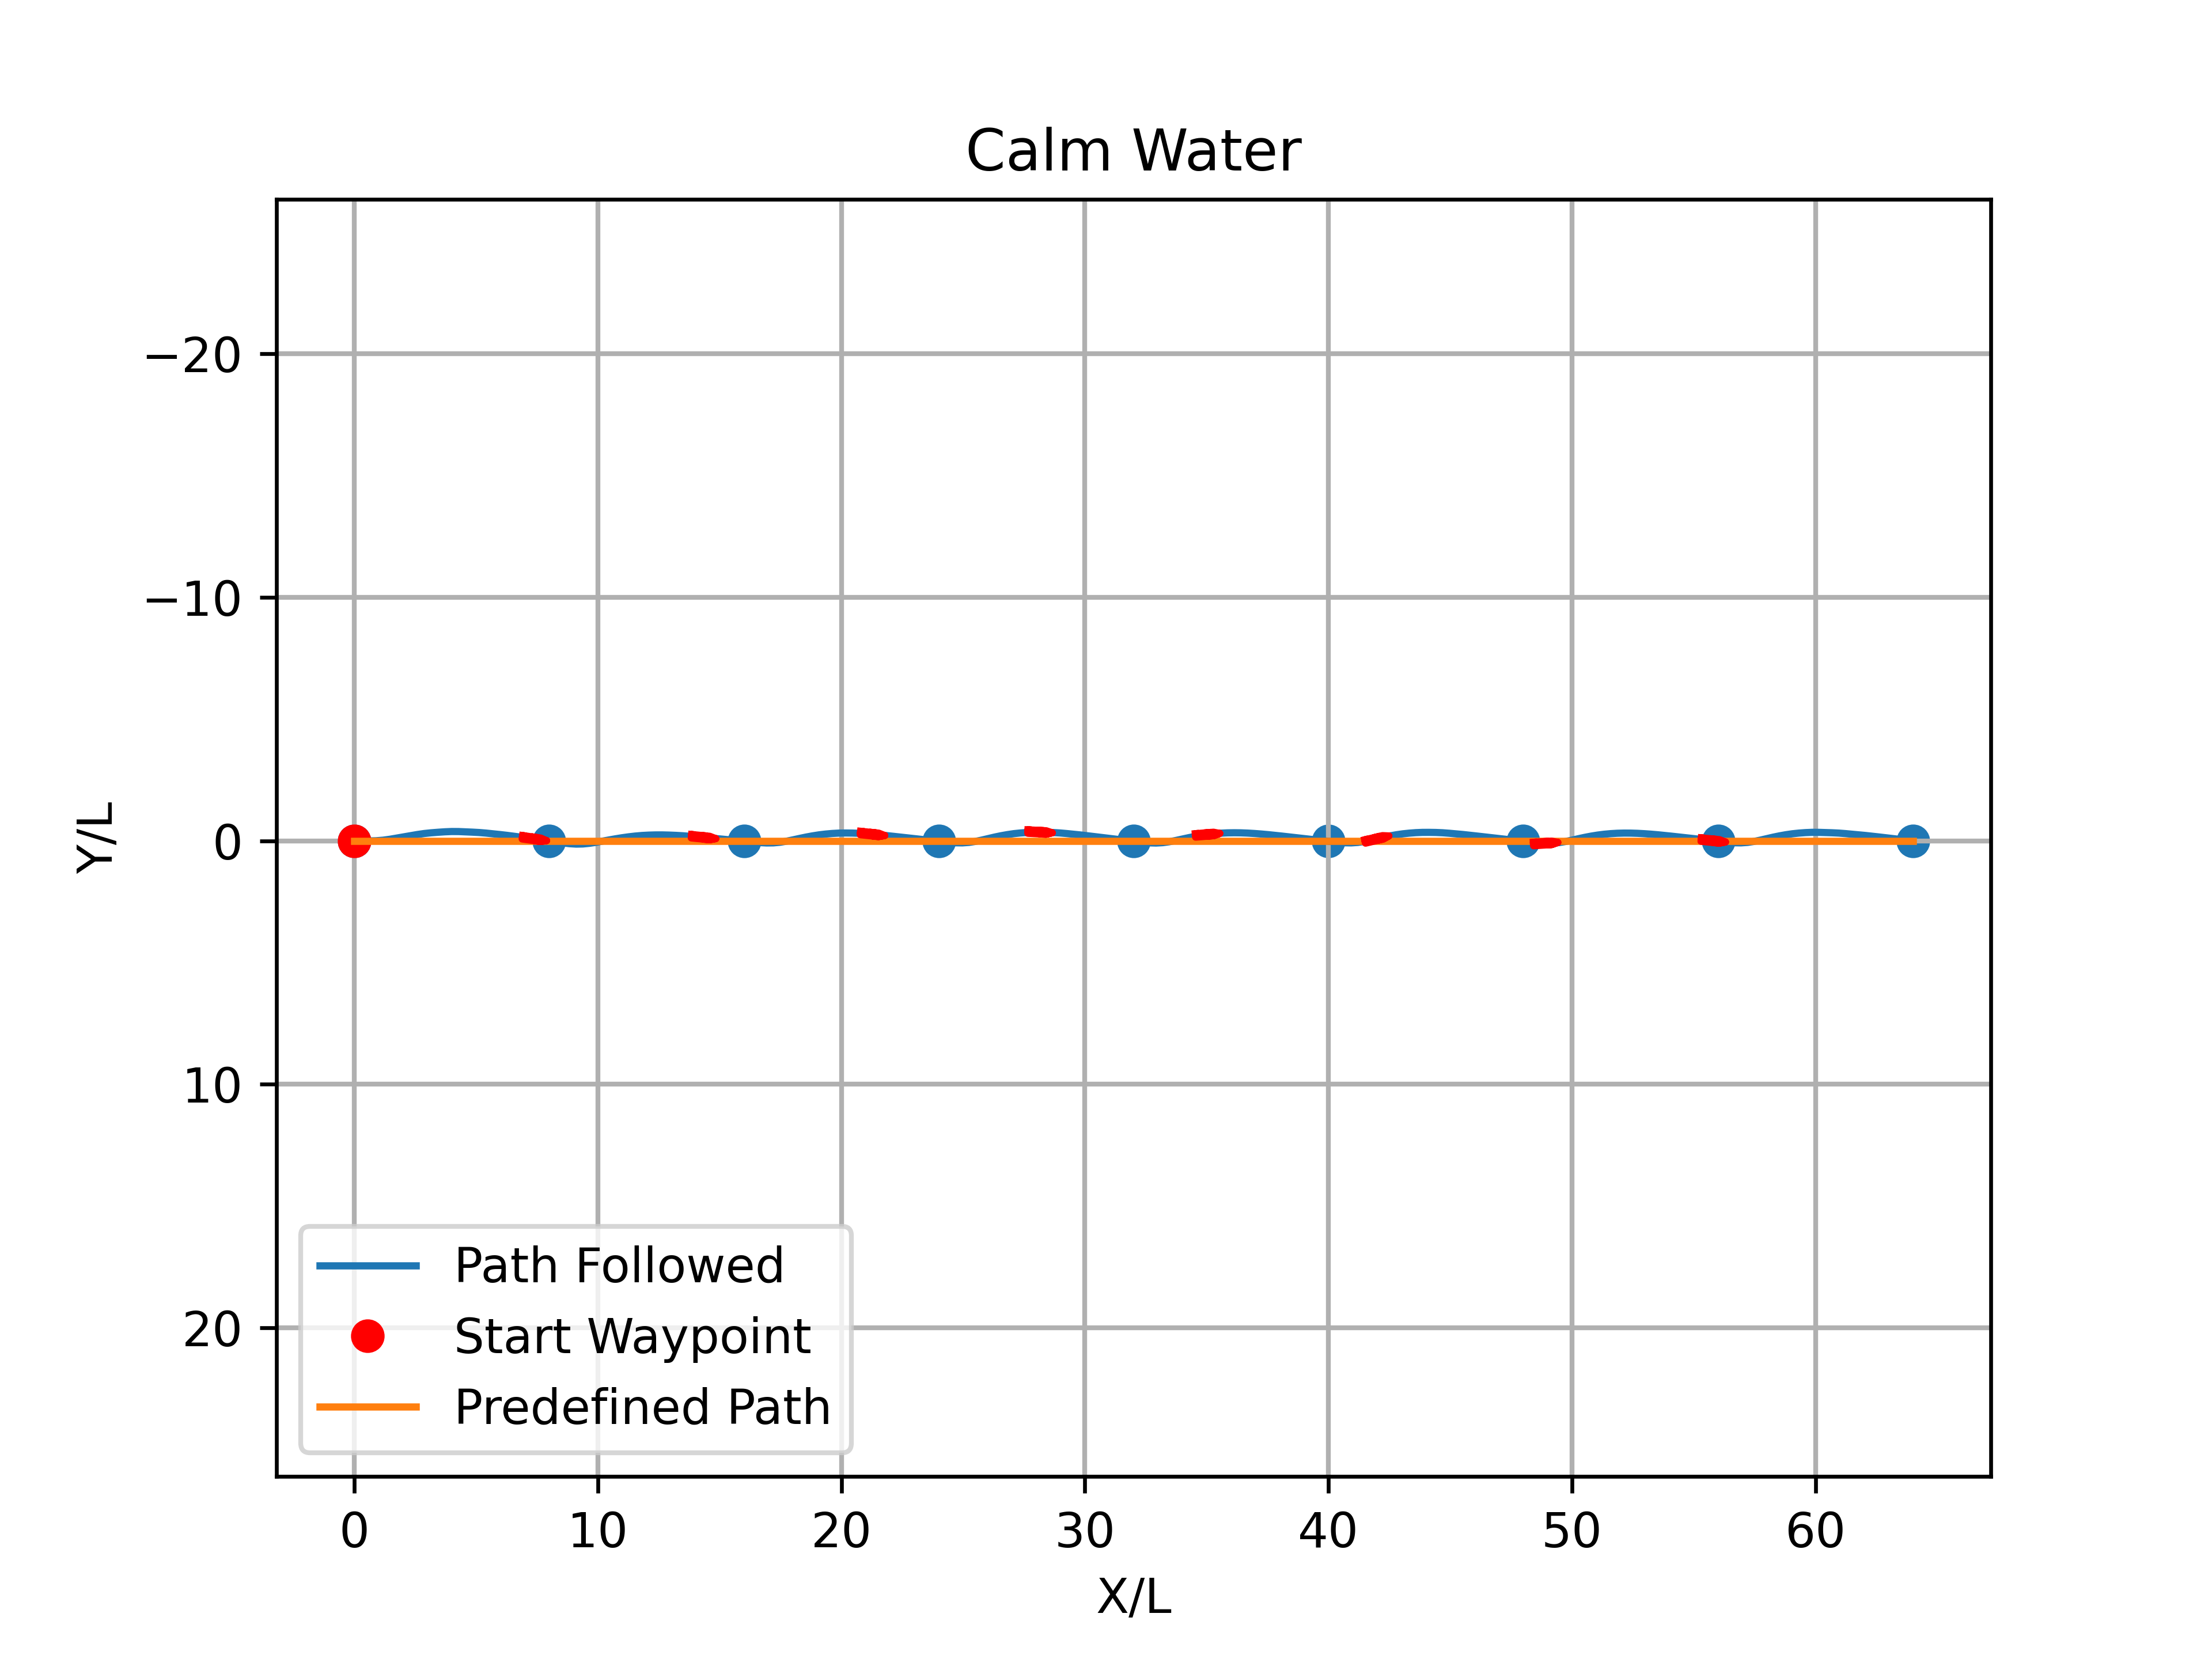 Calm Water
−20
−10
0
10
20
Y/L
Path Followed
Start Waypoint
Predefined Path
0 10 20 30 40 50 60
X/L